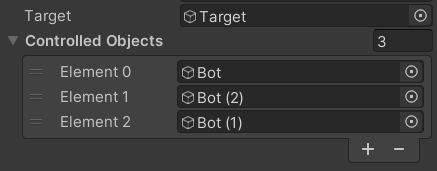 Target Target
Controlled Objects 3
Element 0 Bot
Element 1 Bot (2)
Element 2 Bot (1)
+ −